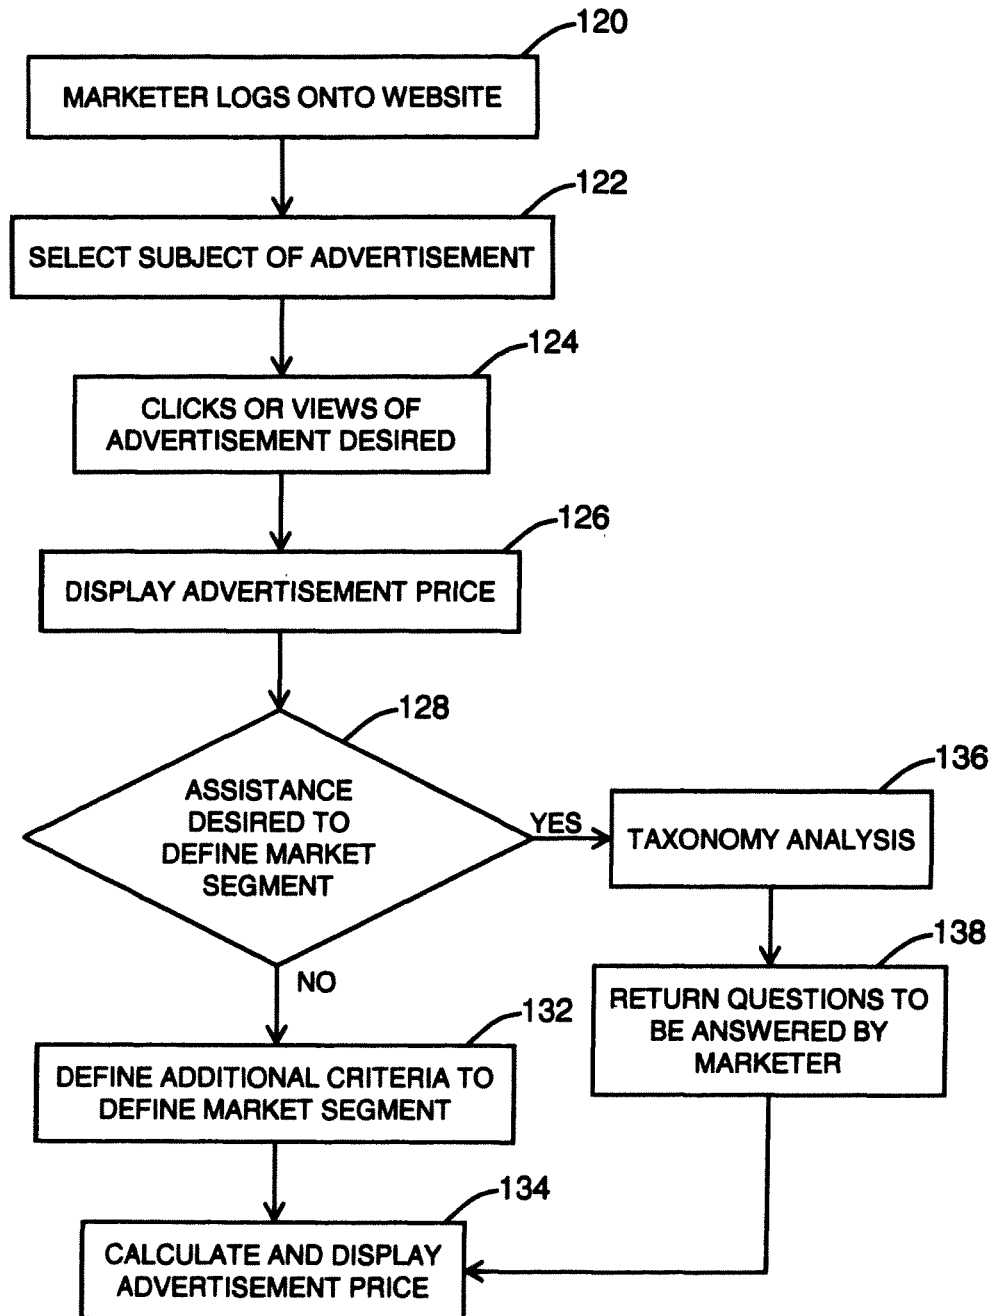 120
MARKETER LOGS ONTO WEBSITE
122
SELECT SUBJECT OF ADVERTISEMENT
124
CLICKS OR VIEWS OF
ADVERTISEMENT DESIRED
126
DISPLAY ADVERTISEMENT PRICE
128
ASSISTANCE
DESIRED TO
DEFINE MARKET
SEGMENT
YES
136
TAXONOMY ANALYSIS
138
RETURN QUESTIONS TO
BE ANSWERED BY
MARKETER
NO
132
DEFINE ADDITIONAL CRITERIA TO
DEFINE MARKET SEGMENT
134
CALCULATE AND DISPLAY
ADVERTISEMENT PRICE